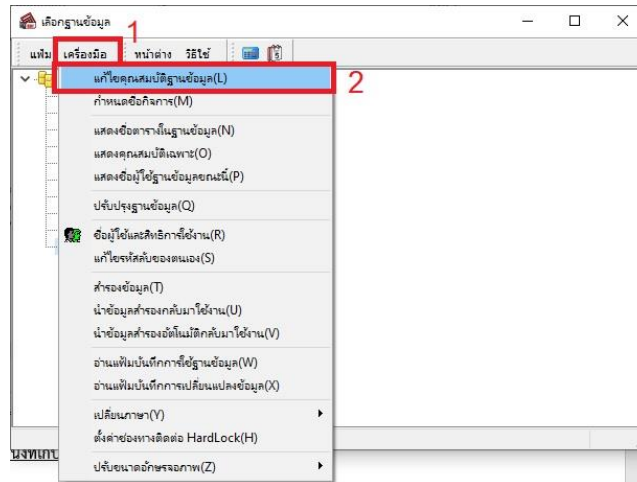 เลือกฐานข้อมูล
1
แฟ้ม เครื่องมือ หน้าต่าง วิธีใช้
แก้ไขคุณสมบัติฐานข้อมูล(L)
2
กำหนดชื่อกิจการ(M)
แสดงชื่อตารางในฐานข้อมูล(N)
แสดงคุณสมบัติเฉพาะ(O)
แสดงชื่อผู้ใช้ฐานข้อมูลขณะนี้(P)
ปรับปรุงฐานข้อมูล(Q)
ชื่อผู้ใช้และสิทธิการใช้งาน(R)
แก้ไขรหัสลับของตนเอง(S)
สำรองข้อมูล(T)
นำข้อมูลสำรองกลับมาใช้งาน(U)
นำข้อมูลสำรองอัตโนมัติกลับมาใช้งาน(V)
อ่านแฟ้มบันทึกการใช้ฐานข้อมูล(W)
อ่านแฟ้มบันทึกการเปลี่ยนแปลงข้อมูล(X)
เปลี่ยนภาษา(Y)
ตั้งค่าช่องทางติดต่อ HardLock(H)
ปรับขนาดอักษรจอภาพ(Z)